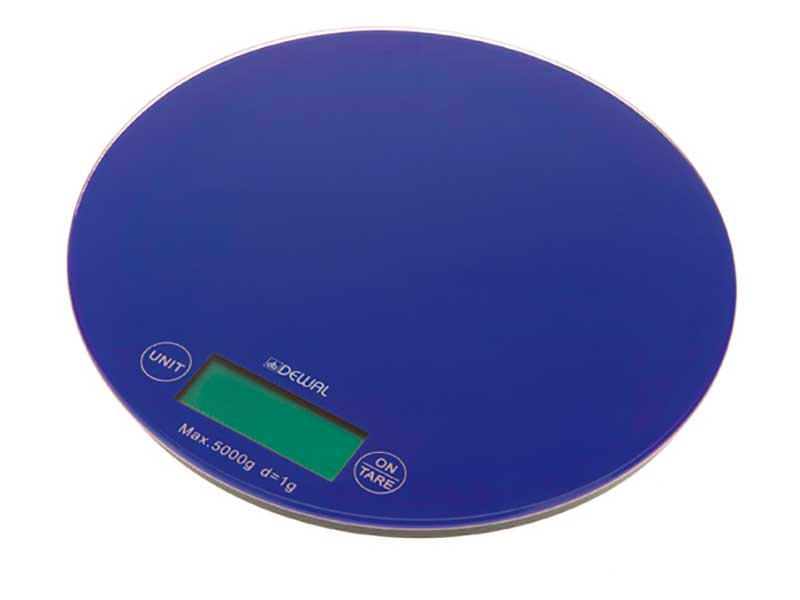 UNIT
DEWAL
Max.5000g d=1g
ON
TARE